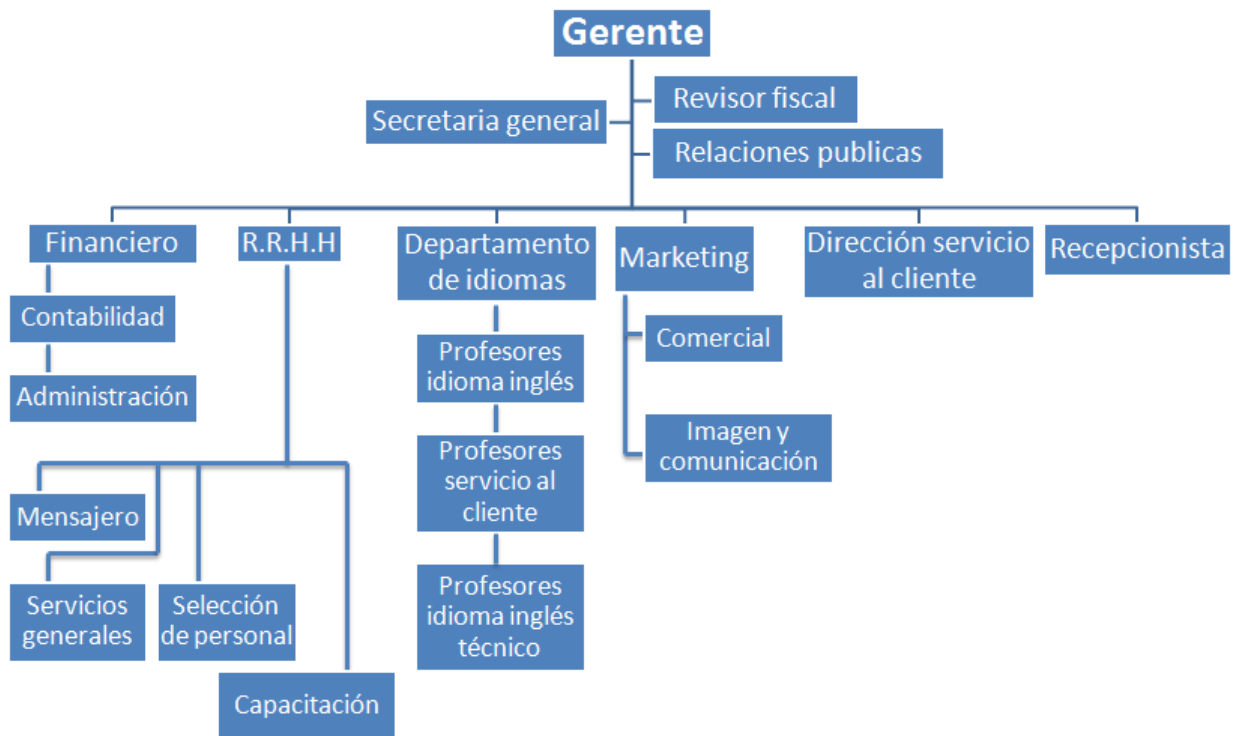 Gerente
Revisor fiscal
Secretaria general
Relaciones publicas
Financiero
R.R.H.H
Departamento
de idiomas
Marketing
Dirección servicio
al cliente
Recepcionista
Contabilidad
Administración
Profesores
idioma inglés
Profesores
servicio al
cliente
Profesores
idioma inglés
técnico
Comercial
Imagen y
comunicación
Mensajero
Servicios
generales
Selección
de personal
Capacitación